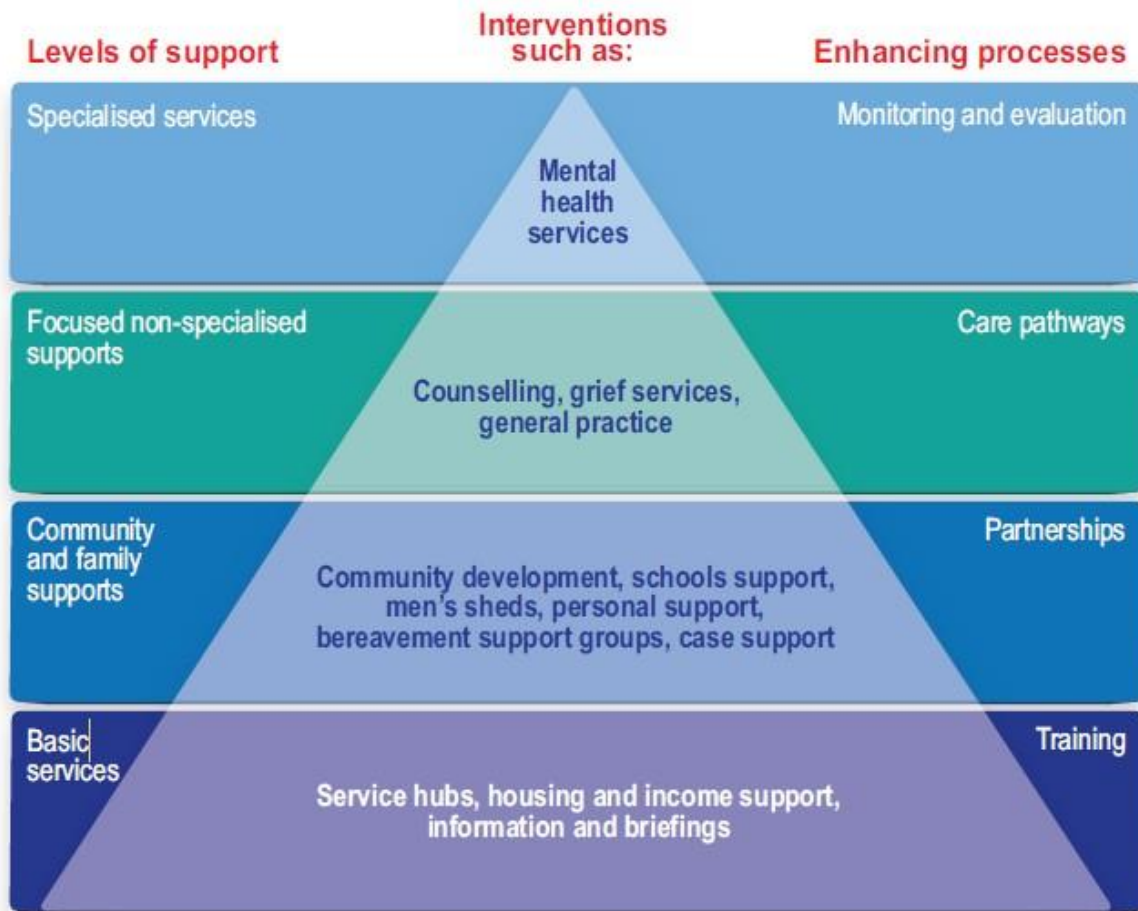 Levels of support
Interventions
such as:
Enhancing processes
Specialised services
Mental
health
services
Monitoring and evaluation
Focused non-specialised
supports
Counselling, grief services,
general practice
Care pathways
Community
and family
supports
Community development, schools support,
men’s sheds, personal support,
bereavement support groups, case support
Partnerships
Basic
services
Service hubs, housing and income support,
information and briefings
Training